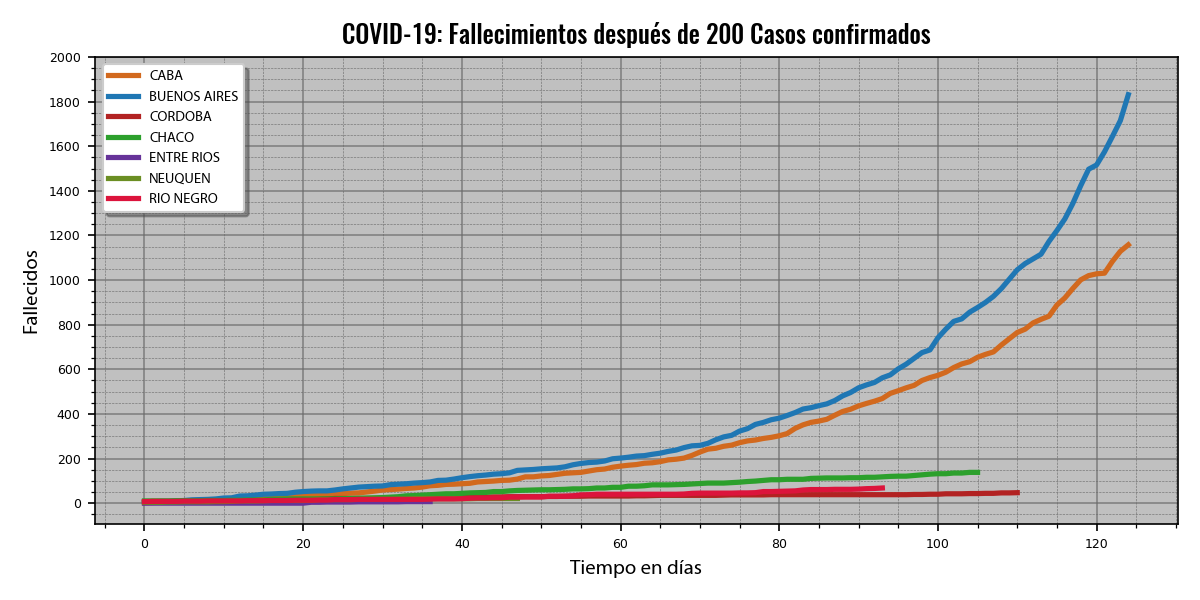 COVID-19: Fallecimientos después de 200 Casos confirmados
2000
1800
1600
1400
1200
1000
800
600
400
200
0
Fallecidos
CABA
BUENOS AIRES
CORDOBA
CHACO
ENTRE RIOS
NEUQUEN
RIO NEGRO
0 20 40 60 80 100 120
Tiempo en días